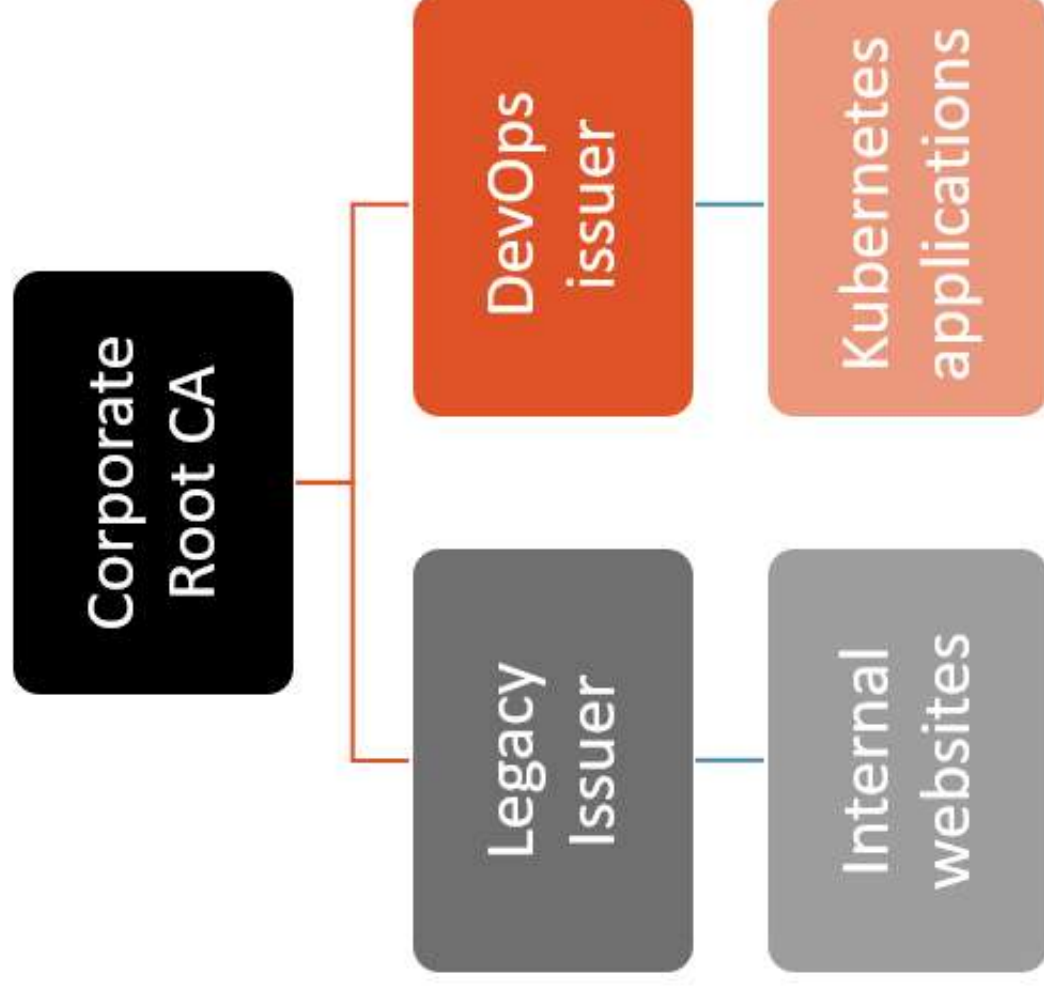 Corporate
Root CA
Legacy
Issuer
DevOps
issuer
Internal
websites
Kubernetes
applications